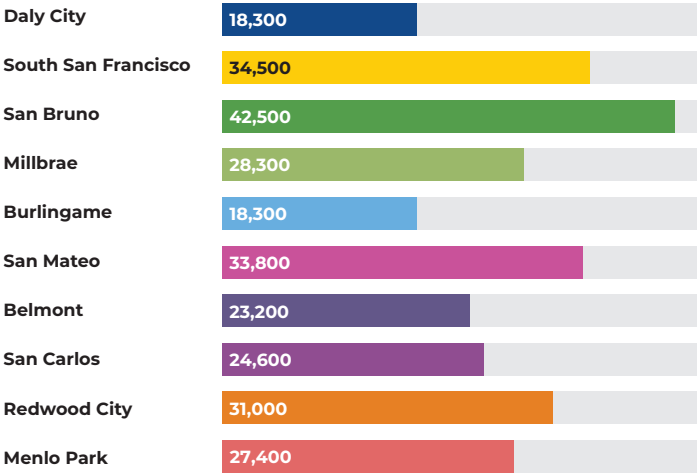 Daly City 18,300
South San Francisco 34,500
San Bruno 42,500
Millbrae 28,300
Burlingame 18,300
San Mateo 33,800
Belmont 23,200
San Carlos 24,600
Redwood City 31,000
Menlo Park 27,400